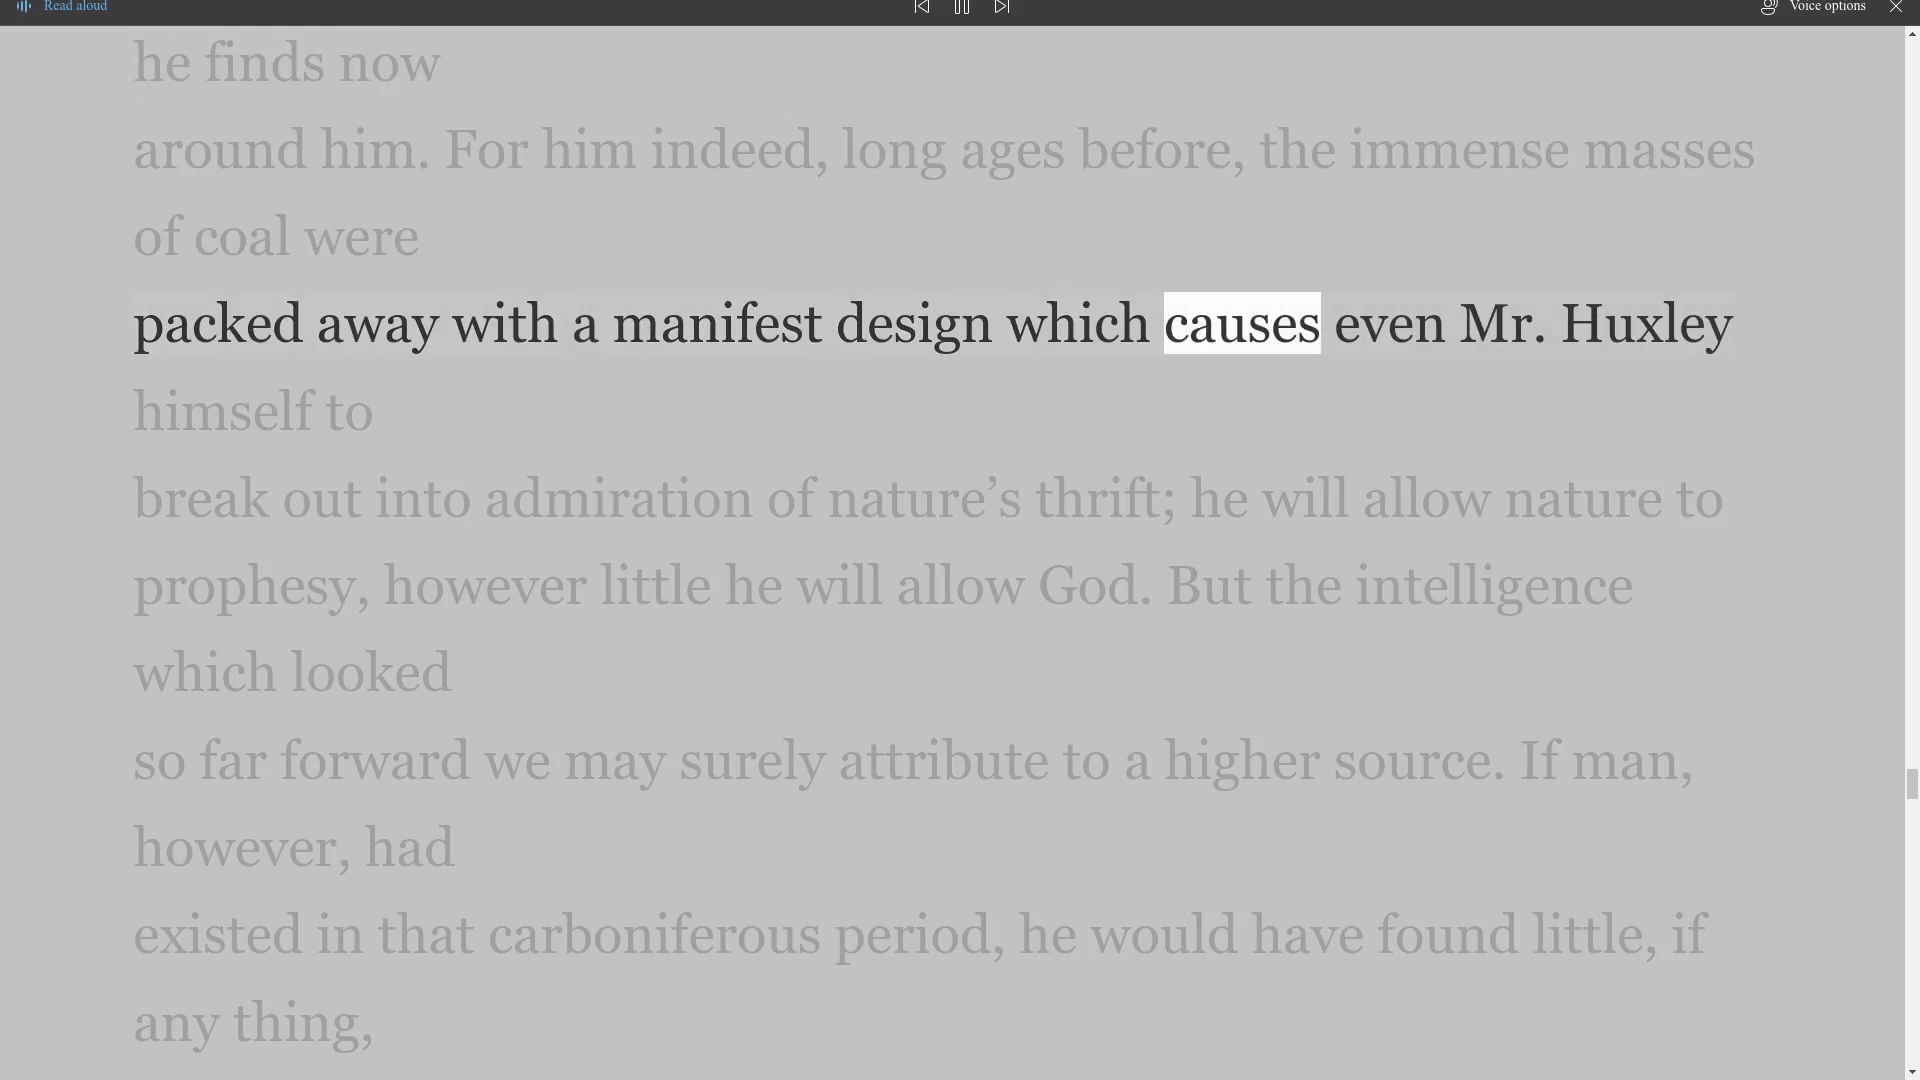 Read aloud
Voice options
he finds now
around him. For him indeed, long ages before, the immense masses
of coal were
packed away with a manifest design which causes even Mr. Huxley
himself to
break out into admiration of nature’s thrift; he will allow nature to
prophesy, however little he will allow God. But the intelligence
which looked
so far forward we may surely attribute to a higher source. If man,
however, had
existed in that carboniferous period, he would have found little, if
any thing,